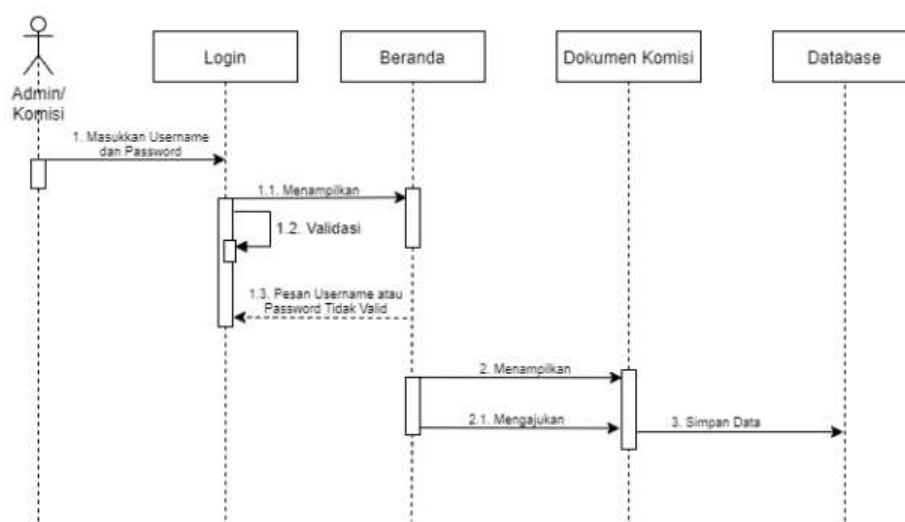 Login
Beranda
Dokumen Komisi
Database
Admin/
Komisi
1. Masukkan Username
dan Password
1.1. Menampilkan
1.2. Validasi
1.3. Pesan Username atau
Password Tidak Valid
2. Menampilkan
2.1. Mengajukan
3. Simpan Data